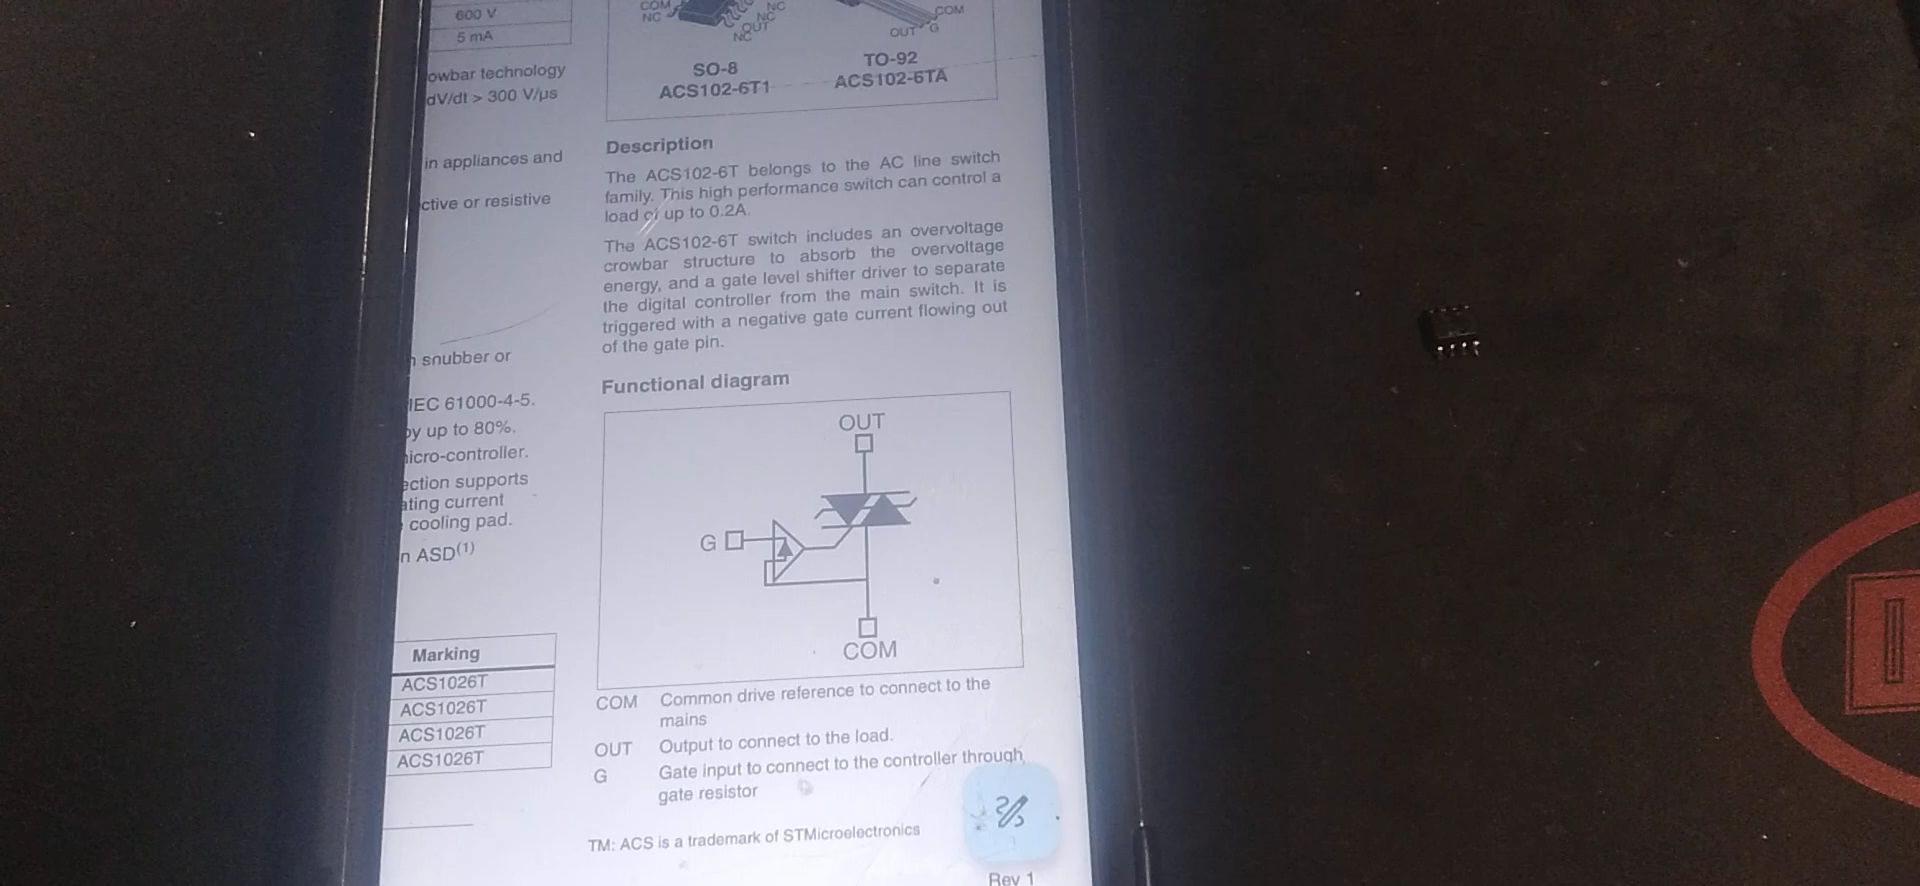 600 V
5 mA
owbar technology
dV/dt > 300 V/µs
in appliances and
ctive or resistive
snubber or
IEC 61000-4-5.
by up to 80%.
icro-controller.
ection supports
ating current
cooling pad.
n ASD(1)
Marking
ACS1026T
ACS1026T
ACS1026T
ACS1026T
COM
NC
NC
NC
OUT
NC
COM
G
OUT
SO-8
ACS102-6T1
TO-92
ACS102-6TA
Description
The ACS102-6T belongs to the AC line switch
family. This high performance switch can control a
load of up to 0.2A.
The ACS102-6T switch includes an overvoltage
crowbar structure to absorb the overvoltage
energy, and a gate level shifter driver to separate
the digital controller from the main switch. It is
triggered with a negative gate current flowing out
of the gate pin.
Functional diagram
OUT
G
COM
COM Common drive reference to connect to the
mains
OUT Output to connect to the load.
G Gate input to connect to the controller through
gate resistor
TM: ACS is a trademark of STMicroelectronics
Rev 1